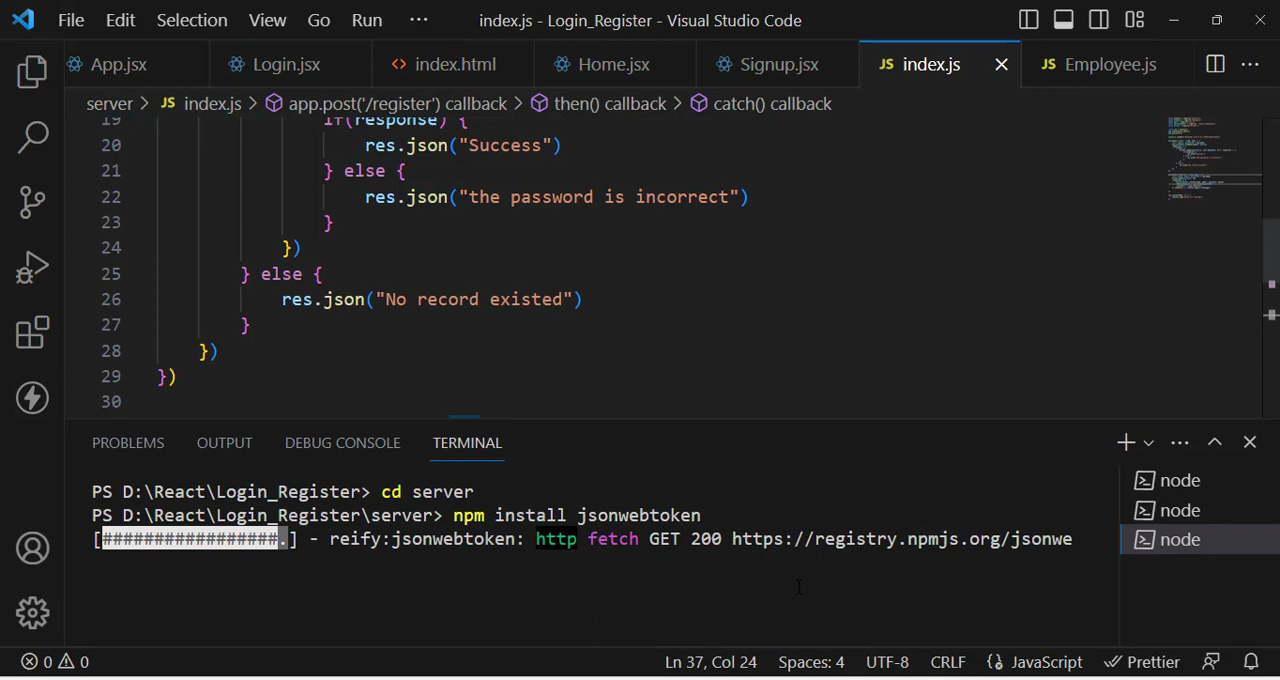 File Edit Selection View Go Run ··· index.js - Login_Register - Visual Studio Code
App.jsx Login.jsx <> index.html Home.jsx Signup.jsx JS index.js JS Employee.js ···
server > JS index.js > app.post('/register') callback > then() callback > catch() callback
19 if(response) {
20 res.json("Success")
21 } else {
22 res.json("the password is incorrect")
23 }
24 })
25 } else {
26 res.json("No record existed")
27 }
28 })
29 })
30
PROBLEMS OUTPUT DEBUG CONSOLE TERMINAL
PS D:\React\Login_Register> cd server
PS D:\React\Login_Register\server> npm install jsonwebtoken
[#################.] - reify:jsonwebtoken: http fetch GET 200 https://registry.npmjs.org/jsonwe
node
node
node
0 0 Ln 37, Col 24 Spaces: 4 UTF-8 CRLF {} JavaScript Prettier